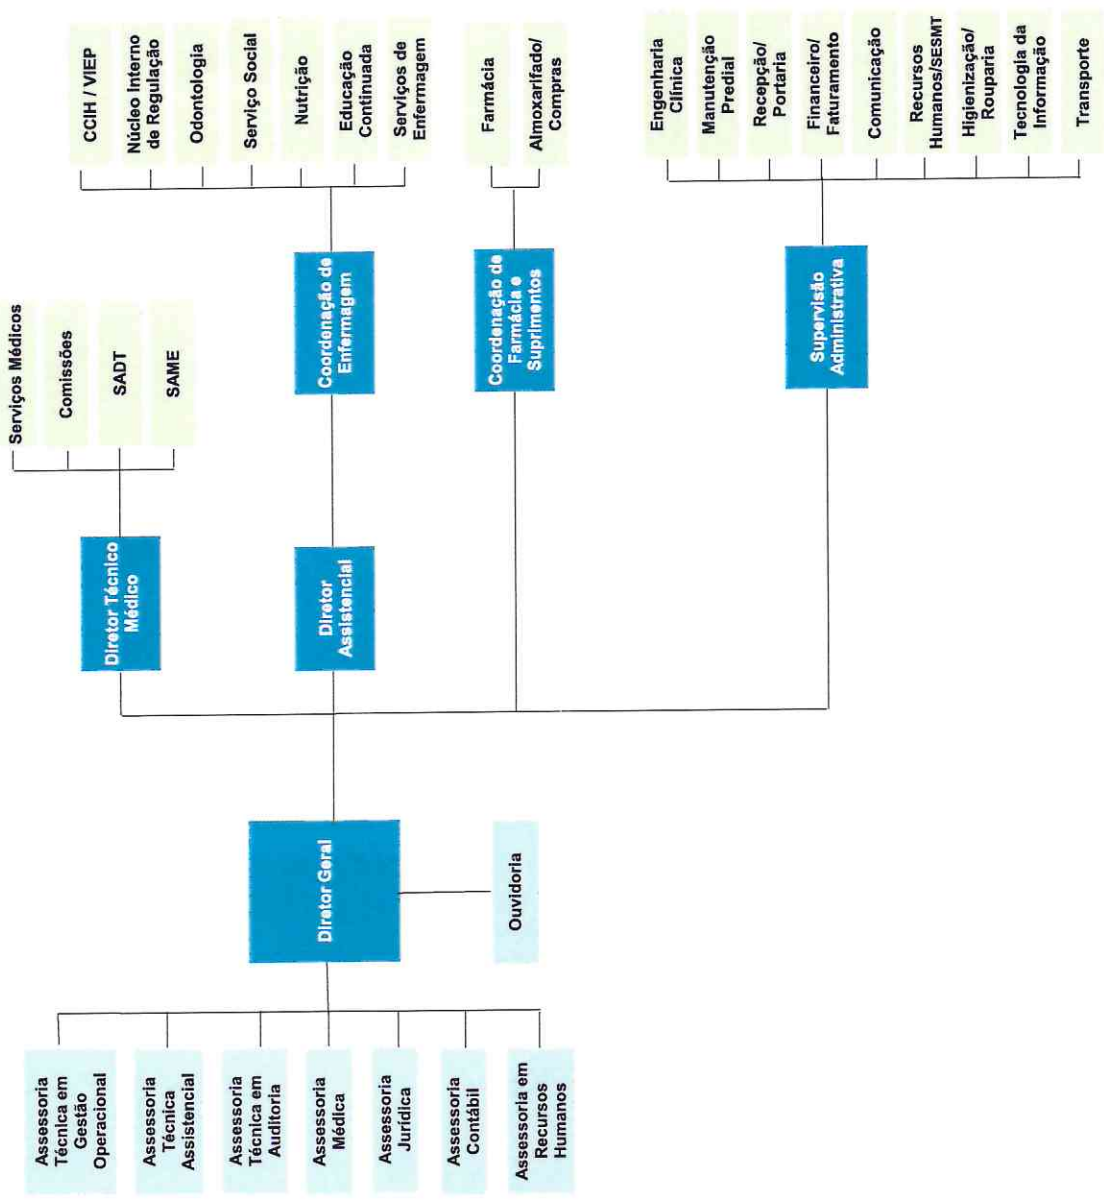 Assessoria
Técnica em
Gestão
Operacional
Assessoria
Técnica
Assistencial
Assessoria
Técnica em
Auditoria
Assessoria
Médica
Assessoria
Jurídica
Assessoria
Contábil
Assessoria em
Recursos
Humanos
Diretor Geral
Ouvidoria
Diretor Técnico
Médico
Serviços Médicos
Comissões
SADT
SAME
Diretor
Assistencial
Coordenação de
Enfermagem
CCIH / VIEP
Núcleo Interno
de Regulação
Odontologia
Serviço Social
Nutrição
Educação
Continuada
Serviços de
Enfermagem
Coordenação de
Farmácia e
Suprimentos
Farmácia
Almoxarifado/
Compras
Supervisão
Administrativa
Engenharia
Clínica
Manutenção
Predial
Recepção/
Portaria
Financeiro/
Faturamento
Comunicação
Recursos
Humanos/SESMT
Higienização/
Rouparia
Tecnologia da
Informação
Transporte